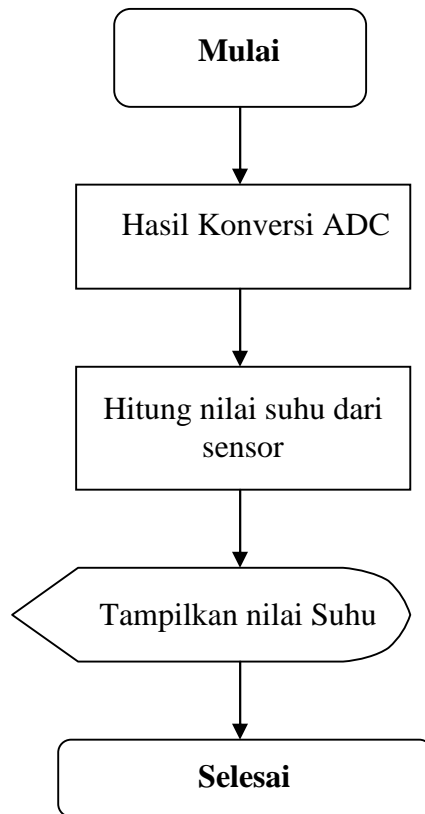 Mulai
Hasil Konversi ADC
Hitung nilai suhu dari
sensor
Tampilkan nilai Suhu
Selesai